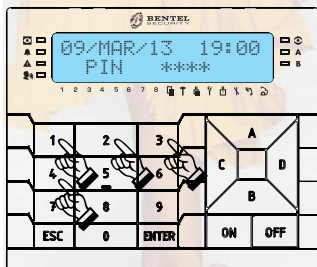 BENTEL
SECURITY
09/MAR/13 19:00
PIN ****
A
B
1 2 3 4 5 6 7 8
1 2 3
4 5 6
7 8 9
ESC 0 ENTER
A
C D
B
ON OFF